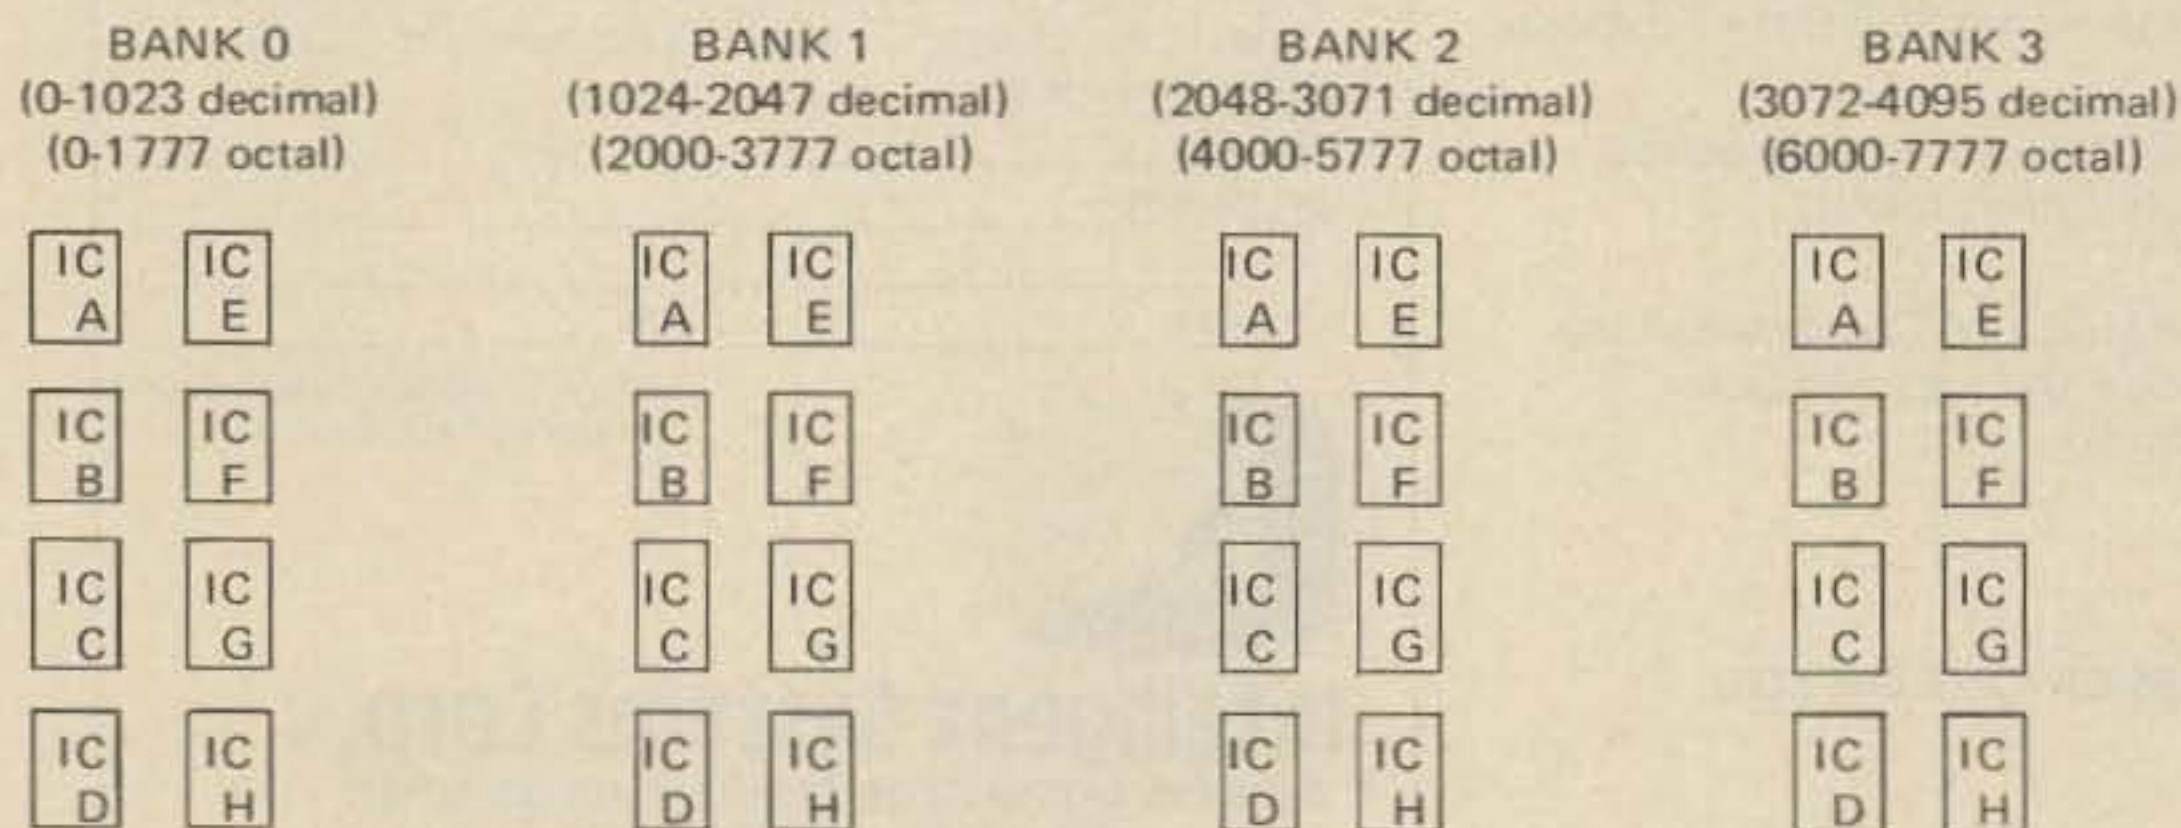 BANK 0 BANK 1 BANK 2 BANK 3
(0-1023 decimal) (1024-2047 decimal) (2048-3071 decimal) (3072-4095 decimal)
(0-1777 octal) (2000-3777 octal) (4000-5777 octal) (6000-7777 octal)
IC IC IC IC IC IC IC IC
A E A E A E A E
IC IC IC IC IC IC IC IC
B F B F B F B F
IC IC IC IC IC IC IC IC
C G C G C G C G
IC IC IC IC IC IC IC IC
D H D H D H D H